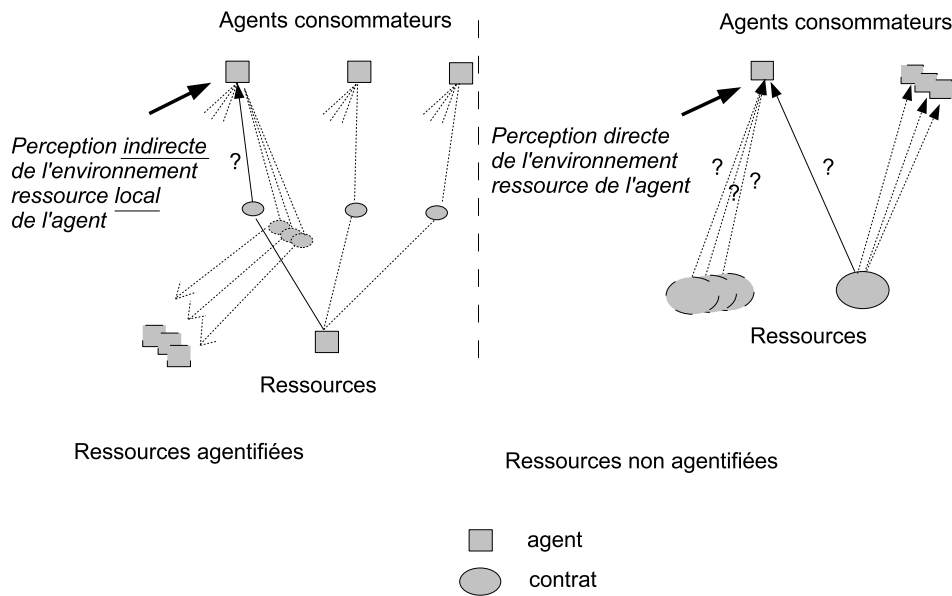 Agents consommateurs
Perception indirecte
de l'environnement
ressource local
de l'agent
?
Ressources
Ressources agentifiées
Agents consommateurs
Perception directe
de l'environnement
ressource de l'agent
?
?
?
?
Ressources
Ressources non agentifiées
agent
contrat